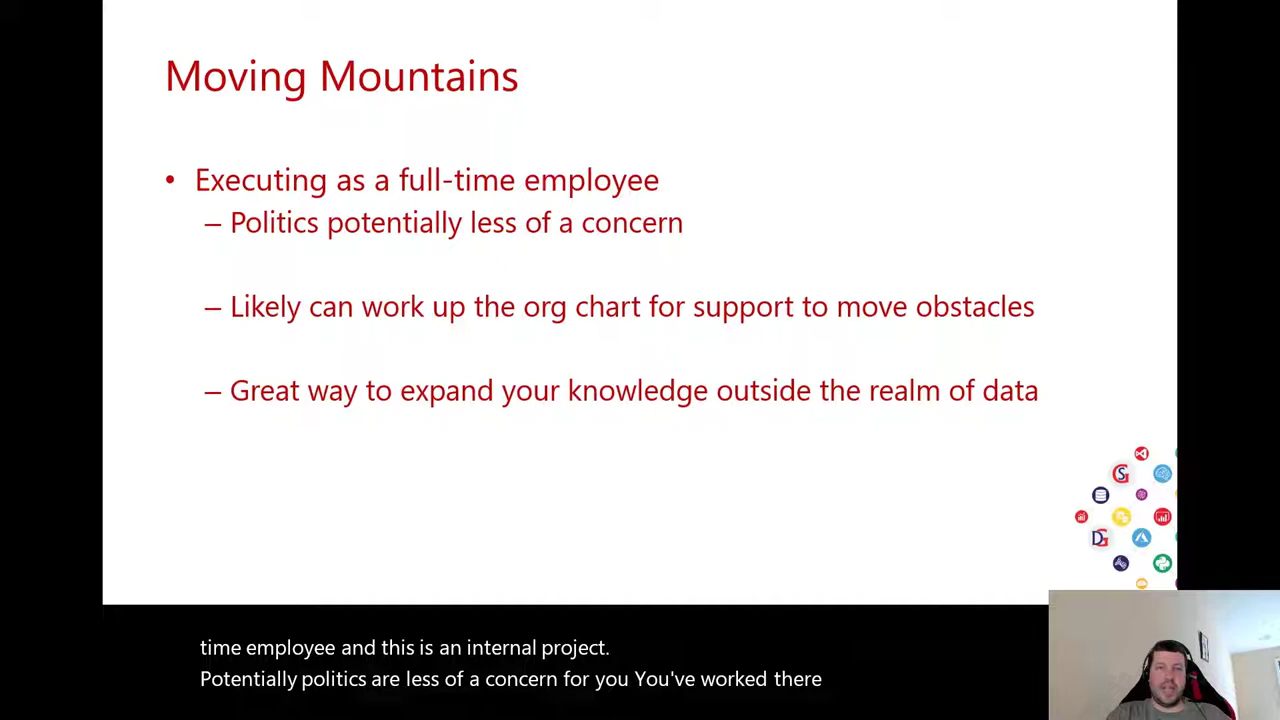 Moving Mountains
• Executing as a full-time employee
– Politics potentially less of a concern
– Likely can work up the org chart for support to move obstacles
– Great way to expand your knowledge outside the realm of data
SG
DG
time employee and this is an internal project.
Potentially politics are less of a concern for you You've worked there